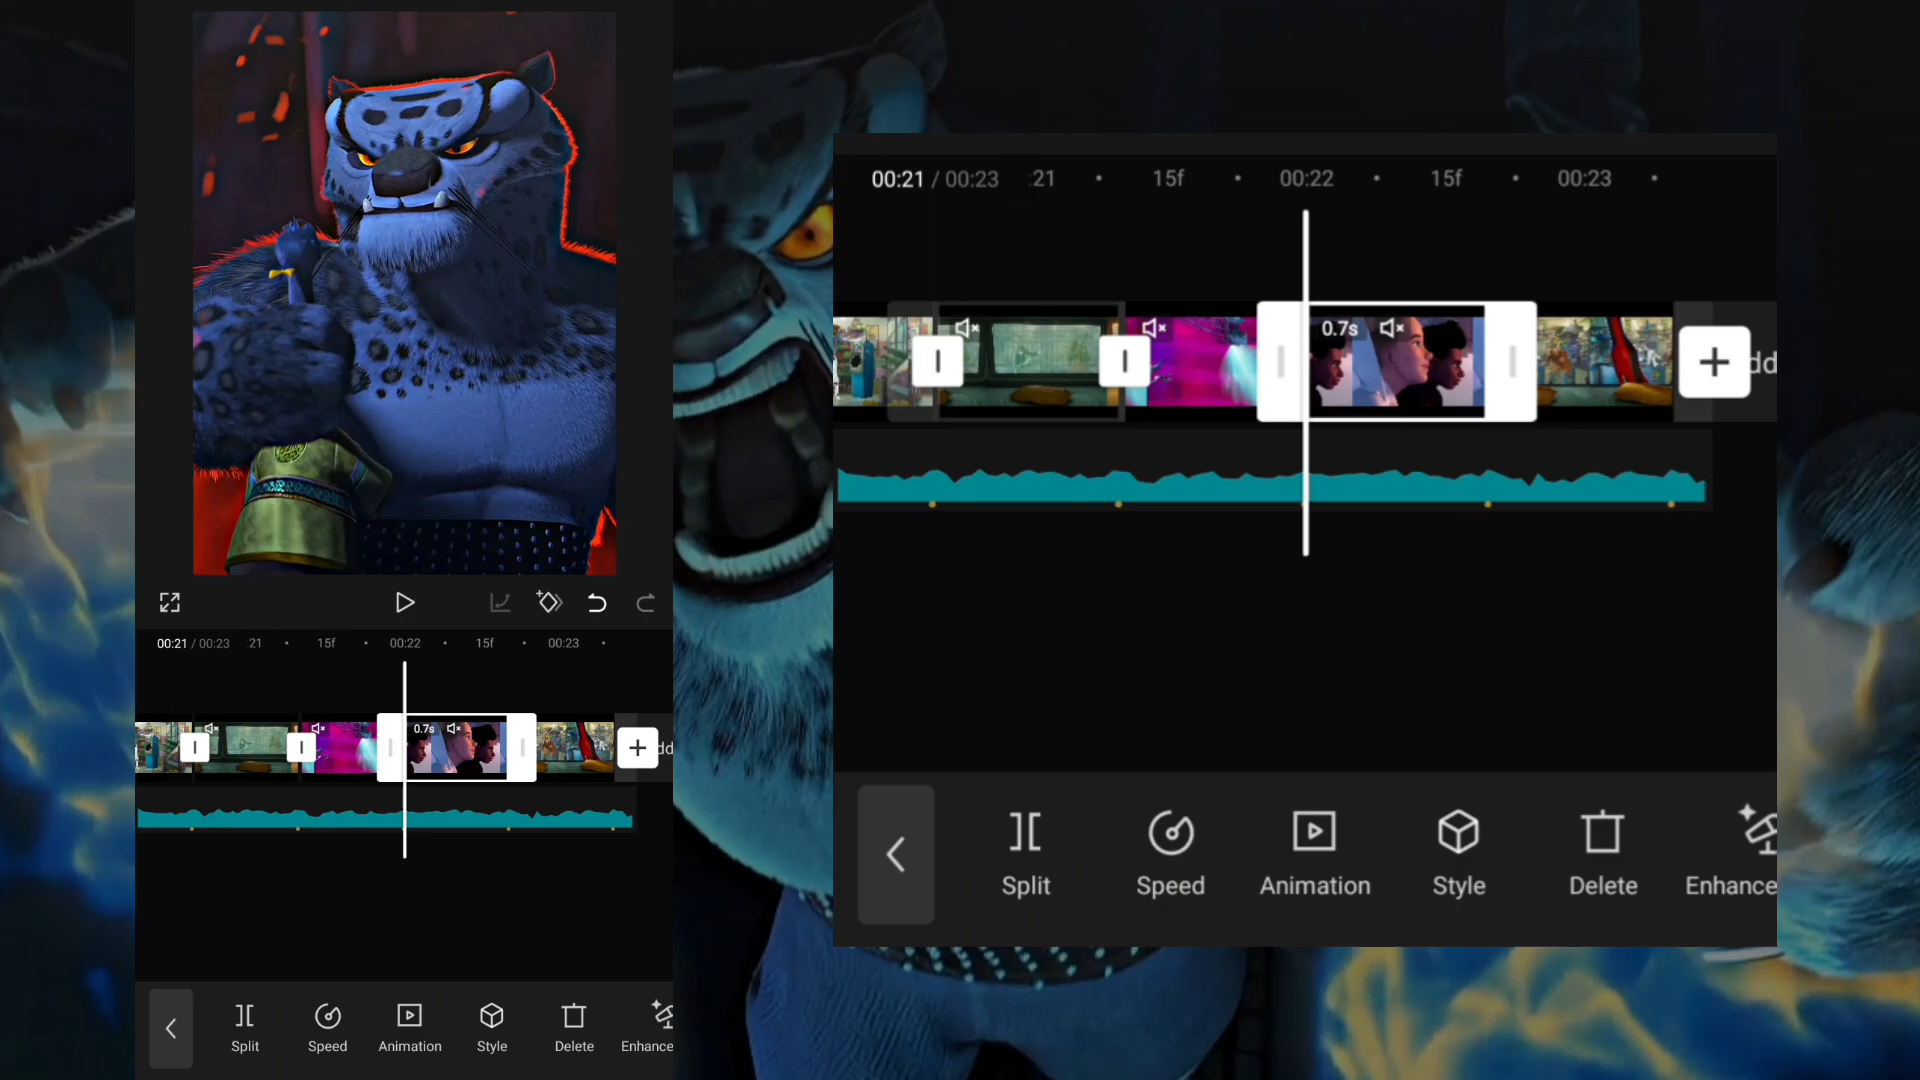 00:21 / 00:23 :21 15f 00:22 15f 00:23
0.7s
dd
Split Speed Animation Style Delete Enhance
00:21 / 00:23 :21 15f 00:22 15f 00:23
0.7s
dd
Split Speed Animation Style Delete Enhance